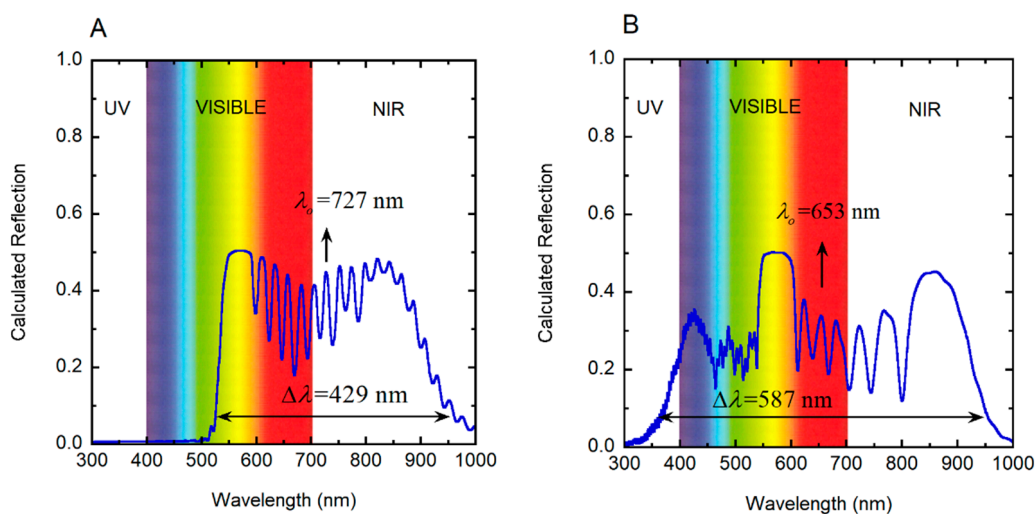 A
1.0
0.8
0.6
0.4
0.2
0.0
Calculated Reflection
UV
VISIBLE
NIR
λo=727 nm
Δλ=429 nm
300 400 500 600 700 800 900 1000
Wavelength (nm)
B
1.0
0.8
0.6
0.4
0.2
0.0
Calculated Reflection
UV
VISIBLE
NIR
λo=653 nm
Δλ=587 nm
300 400 500 600 700 800 900 1000
Wavelength (nm)